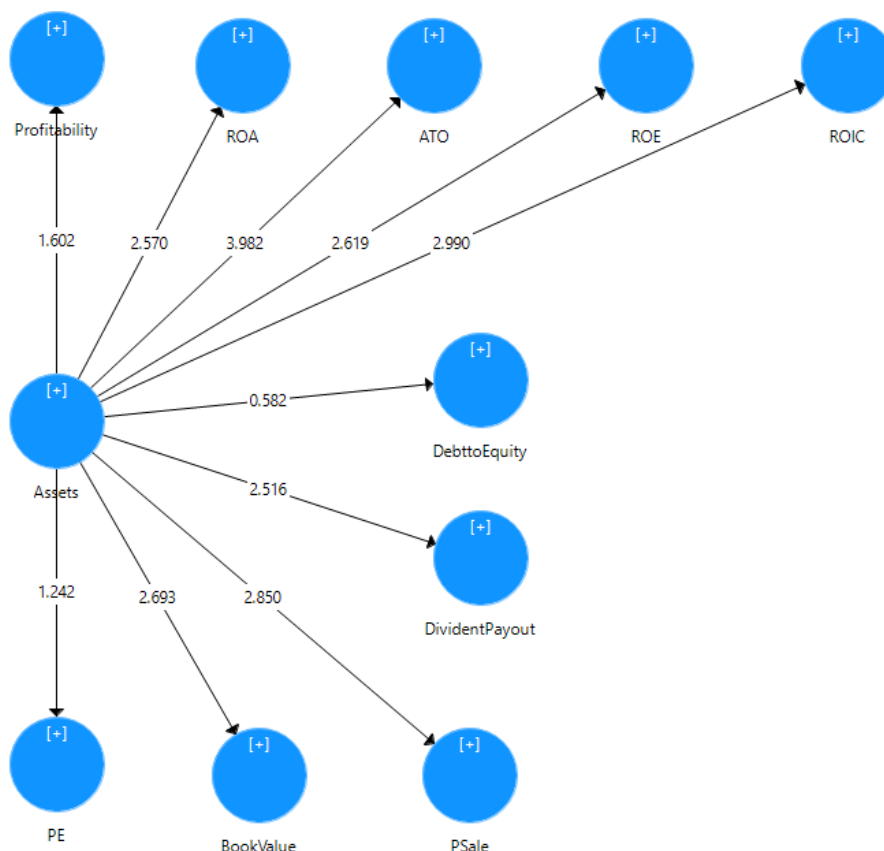 [+] [+] [+] [+] [+]
Profitability ROA ATO ROE ROIC
1.602 2.570 3.982 2.619 2.990
[+]
DebttoEquity
0.582
[+]
Assets
2.516
[+]
DividentPayout
1.242 2.693 2.850
[+] [+] [+]
PE BookValue PSale